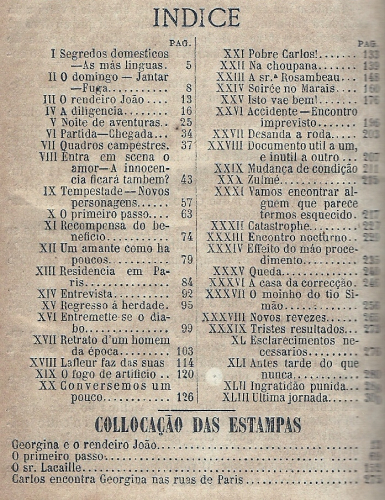 INDICE
PAG.
I Segredos domesticos
—As más linguas. 5
II O domingo — Jantar
—Fuga............ 8
III O rendeiro João.... 13
IV A diligencia....... 16
V Noite de aventuras. 25
VI Partida—Chegada... 34
VII Quadros campestres. 37
VIII Entra em scena o
amor—A innocen-
cia ficará tambem? 43
IX Tempestade—Novos
personagens....... 57
X O primeiro passo... 63
XI Recompensa do be-
neficio........... 74
XII Um amante como ha
poucos........... 79
XIII Residencia em Pa-
ris.............. 84
XIV Entrevista........ 92
XV Regresso á herdade. 95
XVI Entremette-se o dia-
bo............... 99
XVII Retrato d'um homem
da época......... 103
XVIII Lafleur faz das suas 114
XIX O fogo de artificio.. 120
XX Conversemos um
pouco............ 126
PAG.
XXI Pobre Carlos!......
XXII Na choupana......
XXIII A sr.ª Rosambeau..
XXIV Soirée no Marais...
XXV Isto vae bem!......
XXVI Accidente—Encontro
imprevisto........
XXVII Desanda a roda....
XXVIII Documento util a um,
e inutil a outro...
XXIX Mudança de condição
XXX Zulmé............
XXXI Vamos encontrar al-
guem que parece
termos esquecido.
XXXII Catastrophe.......
XXXIII Encontro nocturno..
XXXIV Effeito do máo proce-
dimento..........
XXXV Queda............
XXXVI A casa da correcção.
XXXVII O moinho do tio Si-
mão.............
XXXVIII Novos revezes.....
XXXIX Tristes resultados..
XL Esclarecimentos ne-
cessarios.........
XLI Antes tarde do que
nunca............
XLII Ingratidão punida..
XLIII Ultima jornada.....
COLLOCAÇÃO DAS ESTAMPAS
Georgina e o rendeiro João
O primeiro passo
O sr. Lacaille
Carlos encontra Georgina nas ruas de Paris